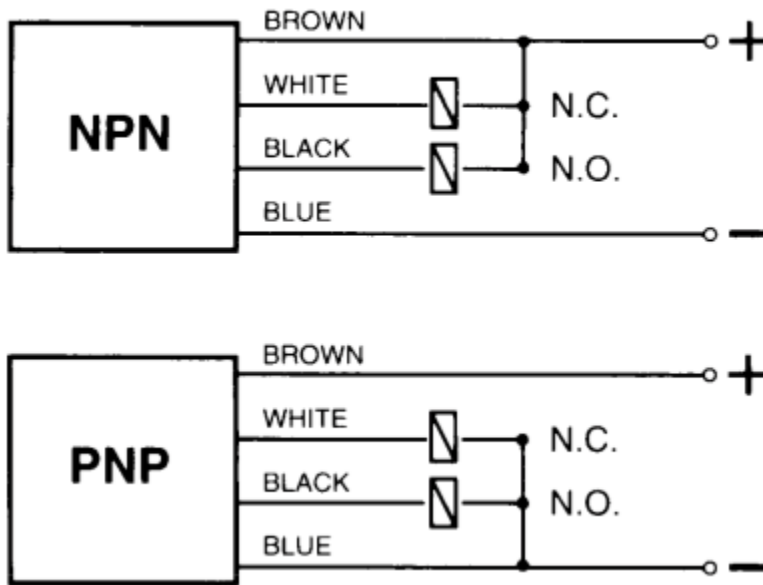 BROWN
+
WHITE
N.C.
NPN
BLACK
N.O.
BLUE
−
BROWN
+
WHITE
N.C.
PNP
BLACK
N.O.
BLUE
−